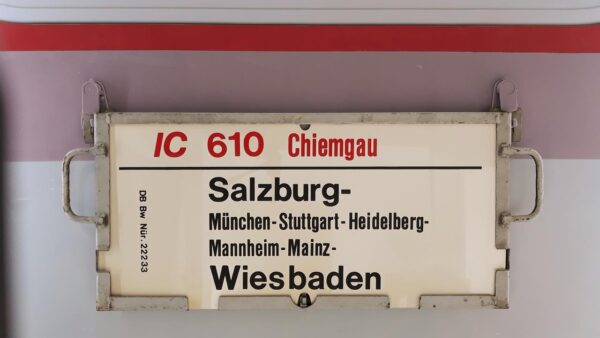 IC 610 Chiemgau
Salzburg-
München-Stuttgart-Heidelberg-
Mannheim-Mainz-
Wiesbaden
DB Bw Nür. 22233